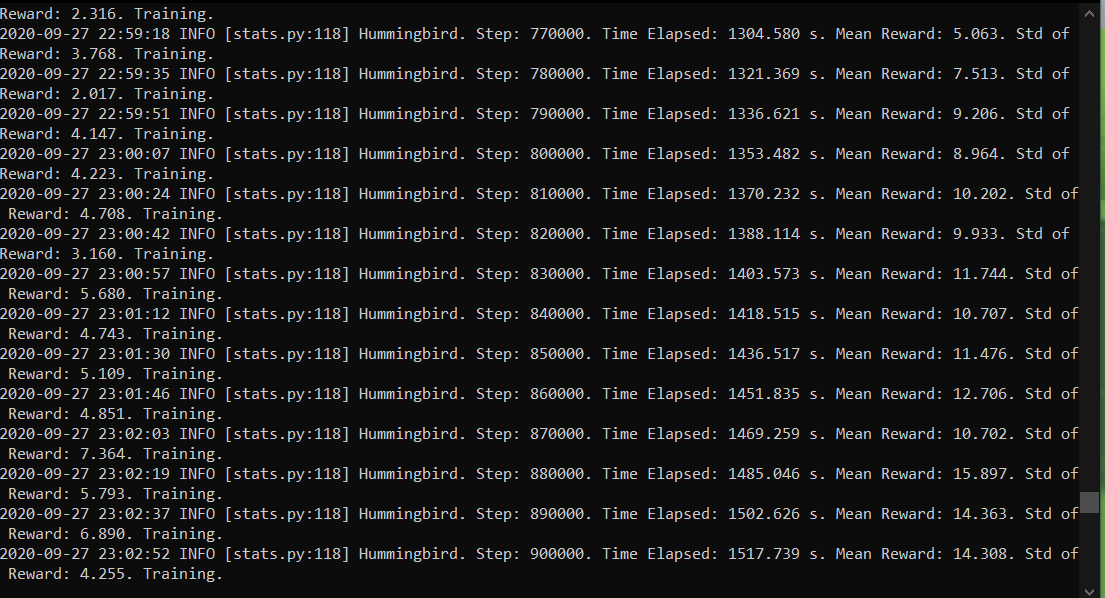 Reward: 2.316. Training.
2020-09-27 22:59:18 INFO [stats.py:118] Hummingbird. Step: 770000. Time Elapsed: 1304.580 s. Mean Reward: 5.063. Std of
Reward: 3.768. Training.
2020-09-27 22:59:35 INFO [stats.py:118] Hummingbird. Step: 780000. Time Elapsed: 1321.369 s. Mean Reward: 7.513. Std of
Reward: 2.017. Training.
2020-09-27 22:59:51 INFO [stats.py:118] Hummingbird. Step: 790000. Time Elapsed: 1336.621 s. Mean Reward: 9.206. Std of
Reward: 4.147. Training.
2020-09-27 23:00:07 INFO [stats.py:118] Hummingbird. Step: 800000. Time Elapsed: 1353.482 s. Mean Reward: 8.964. Std of
Reward: 4.223. Training.
2020-09-27 23:00:24 INFO [stats.py:118] Hummingbird. Step: 810000. Time Elapsed: 1370.232 s. Mean Reward: 10.202. Std of
 Reward: 4.708. Training.
2020-09-27 23:00:42 INFO [stats.py:118] Hummingbird. Step: 820000. Time Elapsed: 1388.114 s. Mean Reward: 9.933. Std of
Reward: 3.160. Training.
2020-09-27 23:00:57 INFO [stats.py:118] Hummingbird. Step: 830000. Time Elapsed: 1403.573 s. Mean Reward: 11.744. Std of
 Reward: 5.680. Training.
2020-09-27 23:01:12 INFO [stats.py:118] Hummingbird. Step: 840000. Time Elapsed: 1418.515 s. Mean Reward: 10.707. Std of
 Reward: 4.743. Training.
2020-09-27 23:01:30 INFO [stats.py:118] Hummingbird. Step: 850000. Time Elapsed: 1436.517 s. Mean Reward: 11.476. Std of
 Reward: 5.109. Training.
2020-09-27 23:01:46 INFO [stats.py:118] Hummingbird. Step: 860000. Time Elapsed: 1451.835 s. Mean Reward: 12.706. Std of
 Reward: 4.851. Training.
2020-09-27 23:02:03 INFO [stats.py:118] Hummingbird. Step: 870000. Time Elapsed: 1469.259 s. Mean Reward: 10.702. Std of
 Reward: 7.364. Training.
2020-09-27 23:02:19 INFO [stats.py:118] Hummingbird. Step: 880000. Time Elapsed: 1485.046 s. Mean Reward: 15.897. Std of
 Reward: 5.793. Training.
2020-09-27 23:02:37 INFO [stats.py:118] Hummingbird. Step: 890000. Time Elapsed: 1502.626 s. Mean Reward: 14.363. Std of
 Reward: 6.890. Training.
2020-09-27 23:02:52 INFO [stats.py:118] Hummingbird. Step: 900000. Time Elapsed: 1517.739 s. Mean Reward: 14.308. Std of
 Reward: 4.255. Training.